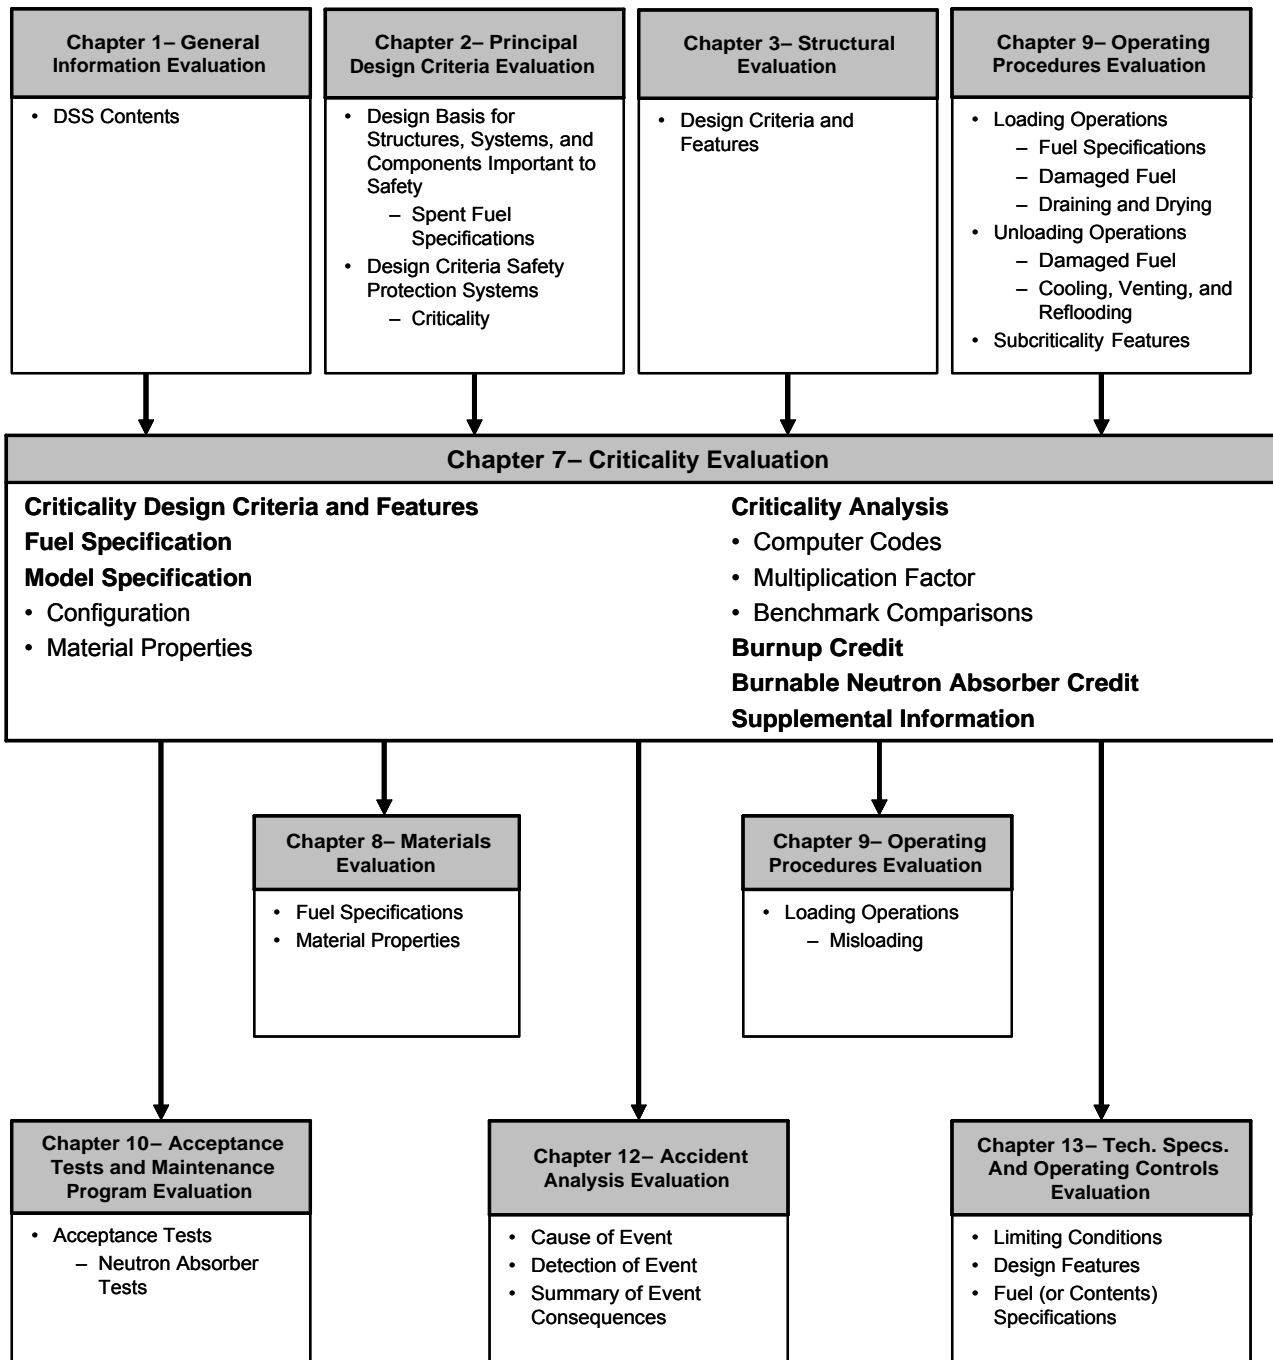 Chapter 1– General
Information Evaluation
• DSS Contents
Chapter 2– Principal
Design Criteria Evaluation
• Design Basis for
Structures, Systems, and
Components Important to
Safety
– Spent Fuel
Specifications
• Design Criteria Safety
Protection Systems
– Criticality
Chapter 3– Structural
Evaluation
• Design Criteria and
Features
Chapter 9– Operating
Procedures Evaluation
• Loading Operations
– Fuel Specifications
– Damaged Fuel
– Draining and Drying
• Unloading Operations
– Damaged Fuel
– Cooling, Venting, and
Reflooding
• Subcriticality Features
Chapter 7– Criticality Evaluation
Criticality Design Criteria and Features
Fuel Specification
Model Specification
• Configuration
• Material Properties
Criticality Analysis
• Computer Codes
• Multiplication Factor
• Benchmark Comparisons
Burnup Credit
Burnable Neutron Absorber Credit
Supplemental Information
Chapter 8– Materials
Evaluation
• Fuel Specifications
• Material Properties
Chapter 9– Operating
Procedures Evaluation
• Loading Operations
– Misloading
Chapter 10– Acceptance
Tests and Maintenance
Program Evaluation
• Acceptance Tests
– Neutron Absorber
Tests
Chapter 12– Accident
Analysis Evaluation
• Cause of Event
• Detection of Event
• Summary of Event
Consequences
Chapter 13– Tech. Specs.
And Operating Controls
Evaluation
• Limiting Conditions
• Design Features
• Fuel (or Contents)
Specifications